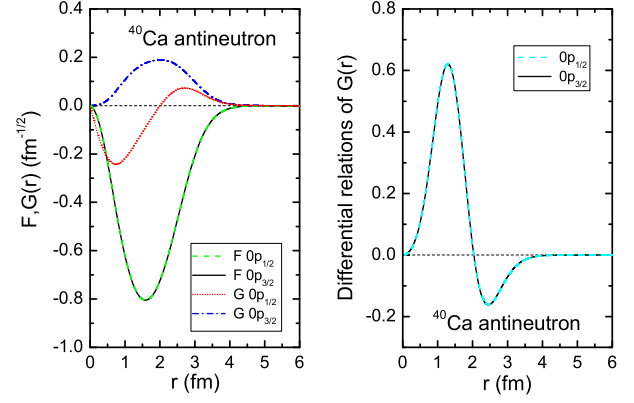 ⁴⁰Ca antineutron
F,G(r) (fm⁻¹/²)
0.4
0.2
0.0
-0.2
-0.4
-0.6
-0.8
-1.0
F 0p₁/₂
F 0p₃/₂
G 0p₁/₂
G 0p₃/₂
0 1 2 3 4 5 6
r (fm)
Differential relations of G(r)
0.8
0.6
0.4
0.2
0.0
-0.2
0p₁/₂
0p₃/₂
⁴⁰Ca antineutron
0 1 2 3 4 5 6
r (fm)